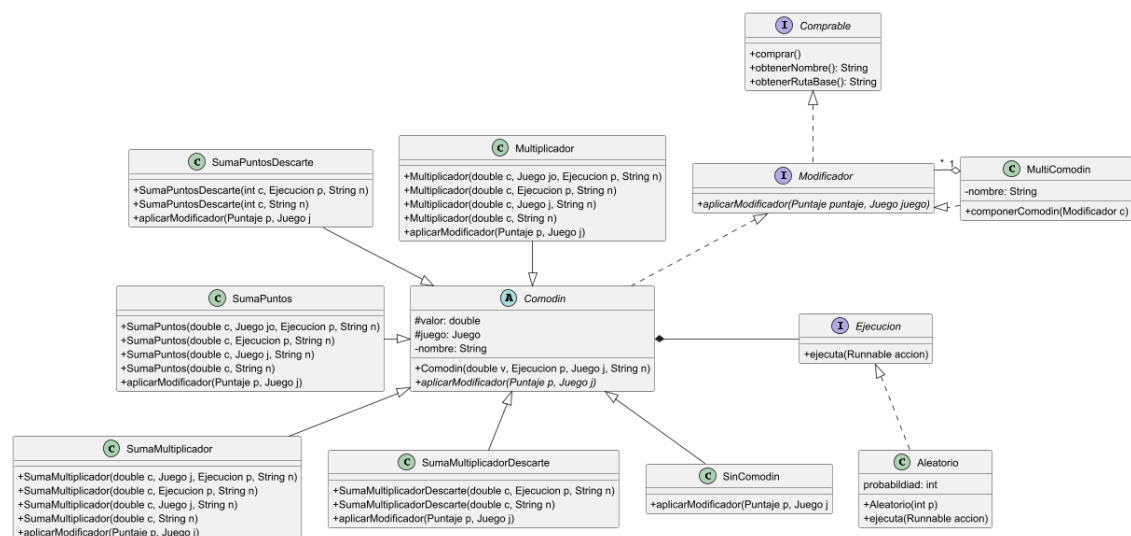 I Comprable
+comprar()
+obtenerNombre(): String
+obtenerRutaBase(): String
C SumaPuntosDescarte
+SumaPuntosDescarte(int c, Ejecucion p, String n)
+SumaPuntosDescarte(int c, String n)
+aplicarModificador(Puntaje p, Juego j
C Multiplicador
+Multiplicador(double c, Juego jo, Ejecucion p, String n)
+Multiplicador(double c, Ejecucion p, String n)
+Multiplicador(double c, Juego j, String n)
+Multiplicador(double c, String n)
+aplicarModificador(Puntaje p, Juego j)
I Modificador
+aplicarModificador(Puntaje puntaje, Juego juego)
* 1
C MultiComodin
-nombre: String
+componerComodin(Modificador c)
C SumaPuntos
+SumaPuntos(double c, Juego jo, Ejecucion p, String n)
+SumaPuntos(double c, Ejecucion p, String n)
+SumaPuntos(double c, Juego j, String n)
+SumaPuntos(double c, String n)
+aplicarModificador(Puntaje p, Juego j)
A Comodin
#valor: double
#juego: Juego
-nombre: String
+Comodin(double v, Ejecucion p, Juego j, String n)
+aplicarModificador(Puntaje p, Juego j)
I Ejecucion
+ejecuta(Runnable accion)
C SumaMultiplicador
+SumaMultiplicador(double c, Juego j, Ejecucion p, String n)
+SumaMultiplicador(double c, Ejecucion p, String n)
+SumaMultiplicador(double c, Juego j, String n)
+SumaMultiplicador(double c, String n)
+aplicarModificador(Puntaje p, Juego j)
C SumaMultiplicadorDescarte
+SumaMultiplicadorDescarte(double c, Ejecucion p, String n)
+SumaMultiplicadorDescarte(double c, String n)
+aplicarModificador(Puntaje p, Juego j)
C SinComodin
+aplicarModificador(Puntaje p, Juego j
C Aleatorio
probabildiad: int
+Aleatorio(int p)
+ejecuta(Runnable accion)